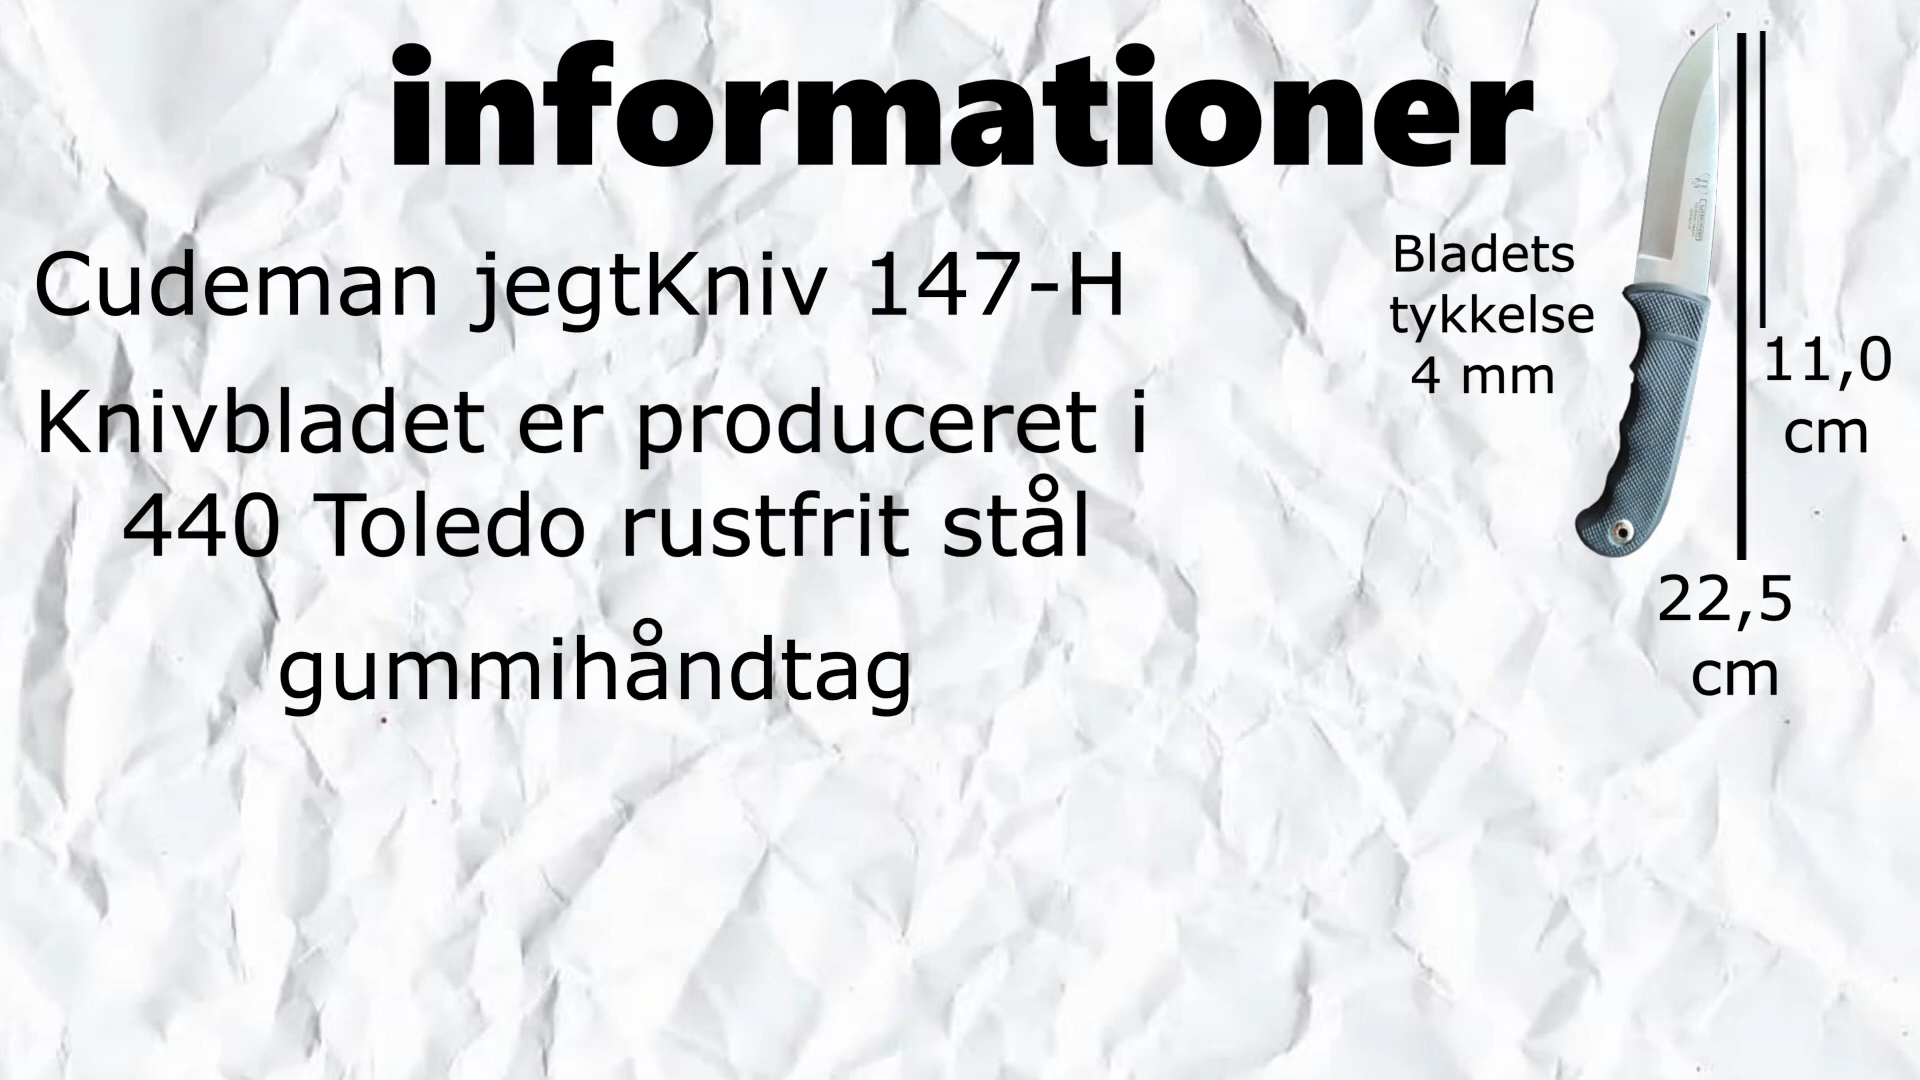 informationer
Cudeman jegtKniv 147-H
Knivbladet er produceret i
440 Toledo rustfrit stål
gummihåndtag
Bladets
tykkelse
4 mm
11,0
cm
22,5
cm